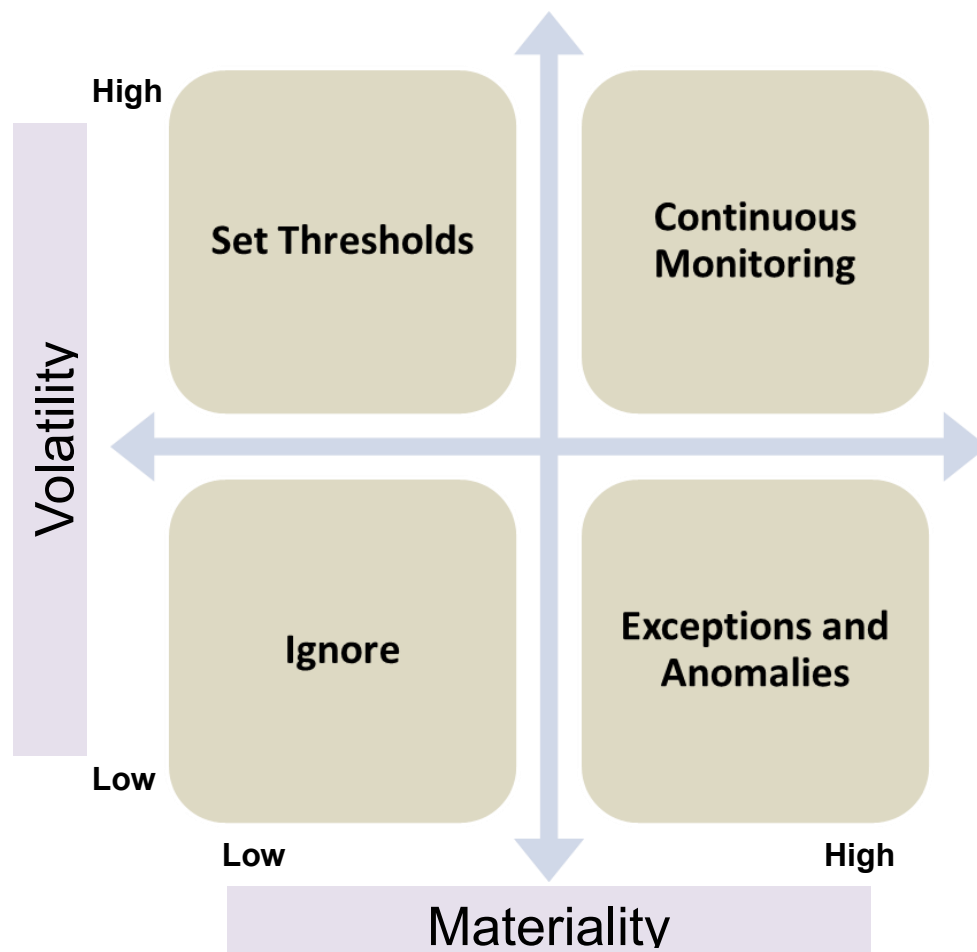 High
Set Thresholds
Continuous
Monitoring
Volatility
Ignore
Exceptions and
Anomalies
Low
Low
High
Materiality